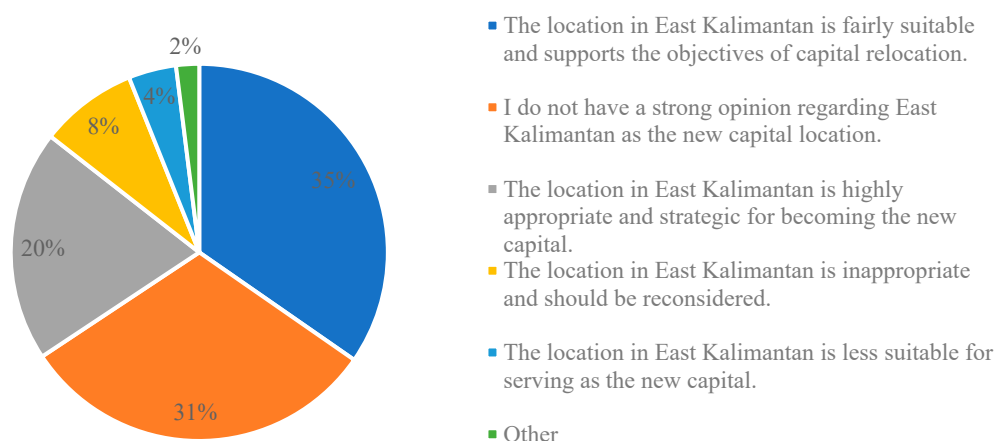 2%
4%
8%
35%
20%
31%
The location in East Kalimantan is fairly suitable
and supports the objectives of capital relocation.
I do not have a strong opinion regarding East
Kalimantan as the new capital location.
The location in East Kalimantan is highly
appropriate and strategic for becoming the new
capital.
The location in East Kalimantan is inappropriate
and should be reconsidered.
The location in East Kalimantan is less suitable for
serving as the new capital.
Other